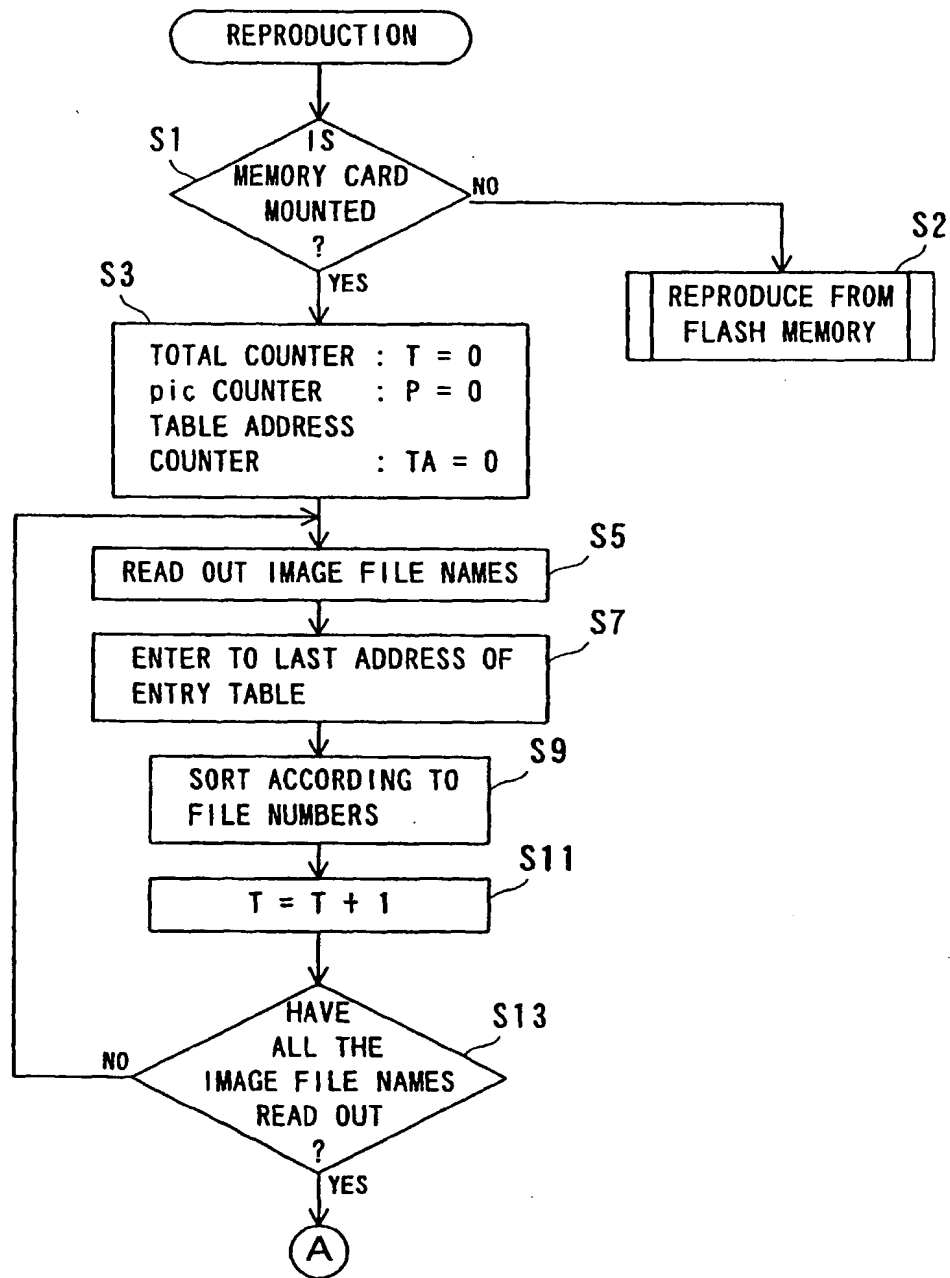 REPRODUCTION
S1
IS
MEMORY CARD
MOUNTED
?
NO
YES
S2
REPRODUCE FROM
FLASH MEMORY
S3
TOTAL COUNTER : T = 0
pic COUNTER : P = 0
TABLE ADDRESS
COUNTER : TA = 0
S5
READ OUT IMAGE FILE NAMES
S7
ENTER TO LAST ADDRESS OF
ENTRY TABLE
S9
SORT ACCORDING TO
FILE NUMBERS
S11
T = T + 1
S13
HAVE
ALL THE
IMAGE FILE NAMES
READ OUT
?
NO
YES
A